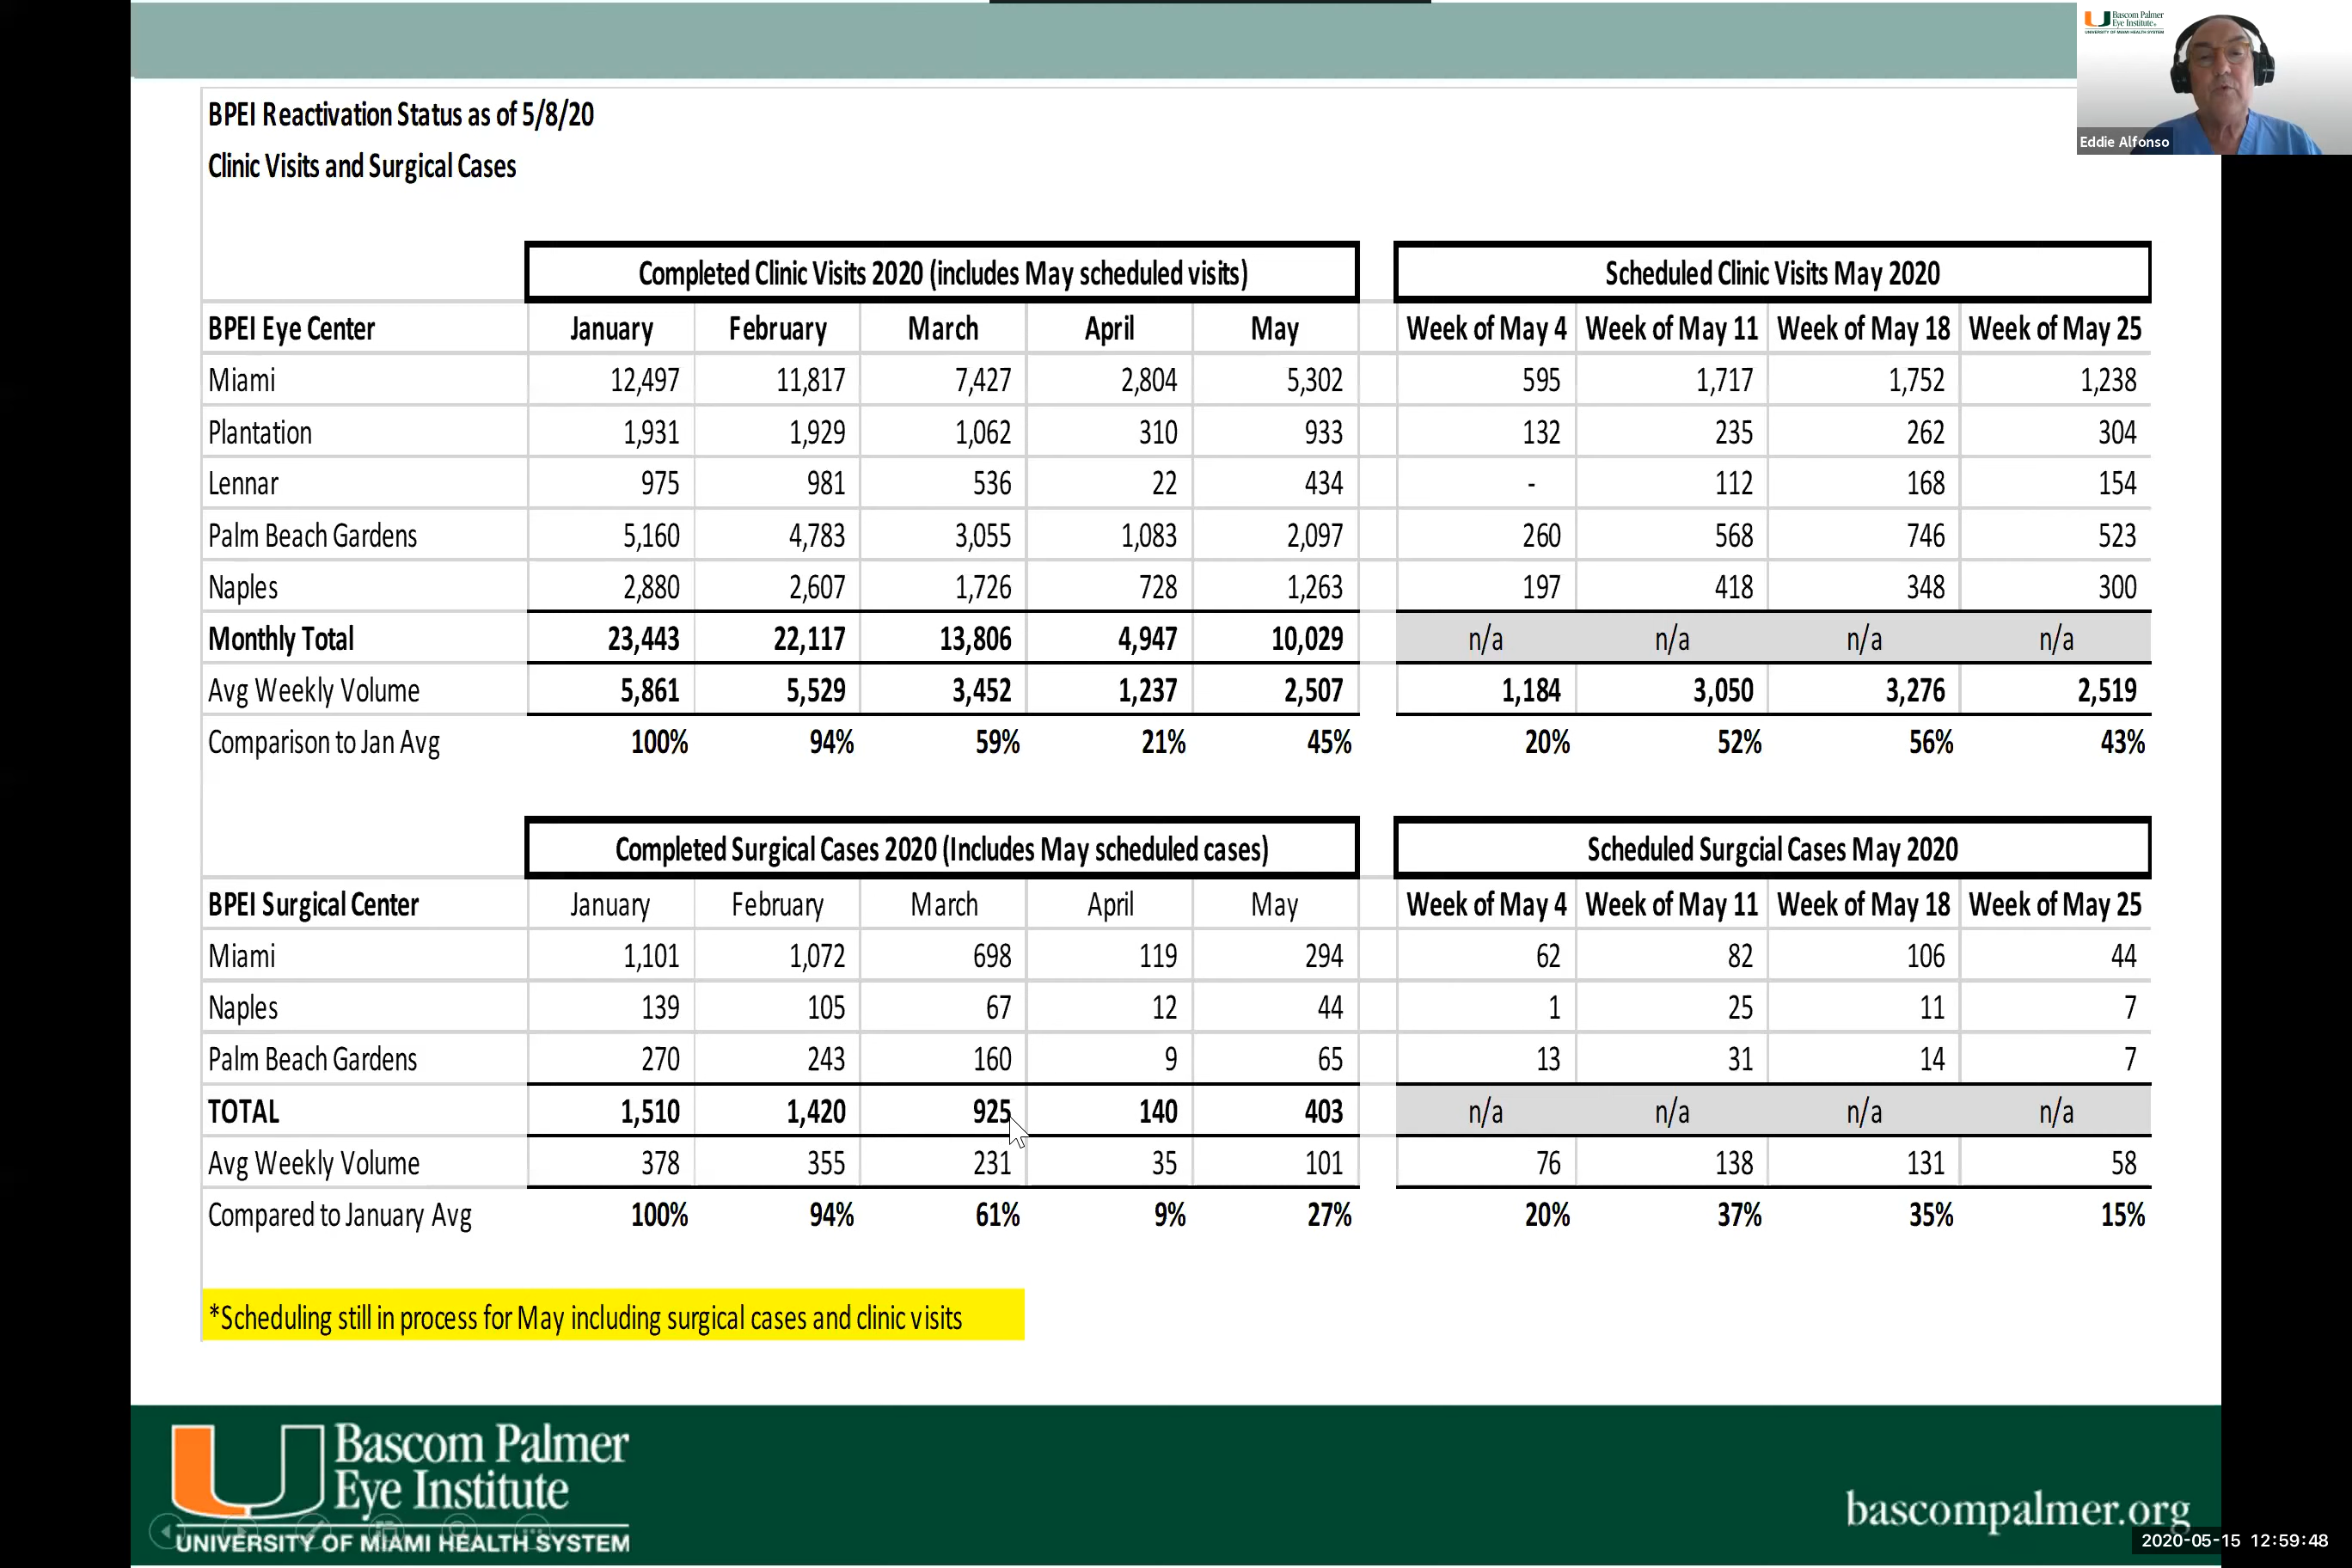 Bascom Palmer
Eye Institute
UNIVERSITY OF MIAMI HEALTH SYSTEM
Eddie Alfonso
BPEI Reactivation Status as of 5/8/20
Clinic Visits and Surgical Cases
Completed Clinic Visits 2020 (includes May scheduled visits) Scheduled Clinic Visits May 2020
BPEI Eye Center January February March April May Week of May 4 Week of May 11 Week of May 18 Week of May 25
Miami 12,497 11,817 7,427 2,804 5,302 595 1,717 1,752 1,238
Plantation 1,931 1,929 1,062 310 933 132 235 262 304
Lennar 975 981 536 22 434 - 112 168 154
Palm Beach Gardens 5,160 4,783 3,055 1,083 2,097 260 568 746 523
Naples 2,880 2,607 1,726 728 1,263 197 418 348 300
Monthly Total 23,443 22,117 13,806 4,947 10,029 n/a n/a n/a n/a
Avg Weekly Volume 5,861 5,529 3,452 1,237 2,507 1,184 3,050 3,276 2,519
Comparison to Jan Avg 100% 94% 59% 21% 45% 20% 52% 56% 43%
Completed Surgical Cases 2020 (Includes May scheduled cases) Scheduled Surgcial Cases May 2020
BPEI Surgical Center January February March April May Week of May 4 Week of May 11 Week of May 18 Week of May 25
Miami 1,101 1,072 698 119 294 62 82 106 44
Naples 139 105 67 12 44 1 25 11 7
Palm Beach Gardens 270 243 160 9 65 13 31 14 7
TOTAL 1,510 1,420 925 140 403 n/a n/a n/a n/a
Avg Weekly Volume 378 355 231 35 101 76 138 131 58
Compared to January Avg 100% 94% 61% 9% 27% 20% 37% 35% 15%
*Scheduling still in process for May including surgical cases and clinic visits
Bascom Palmer
Eye Institute
UNIVERSITY OF MIAMI HEALTH SYSTEM
bascompalmer.org
2020-05-15 12:59:48